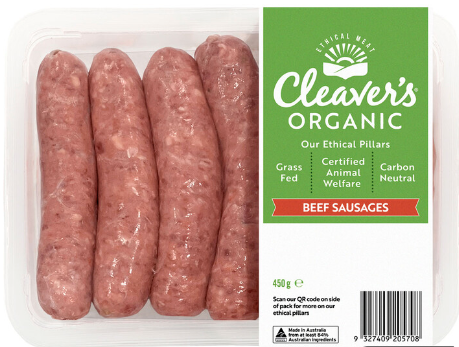 ETHICAL MEAT
Cleaver's
ORGANIC
Our Ethical Pillars
Grass
Fed
Certified
Animal
Welfare
Carbon
Neutral
BEEF SAUSAGES
450g ℮
Scan our QR code on side
of pack for more on our
ethical pillars
Made in Australia
from at least 84%
Australian ingredients
9 327409 205708